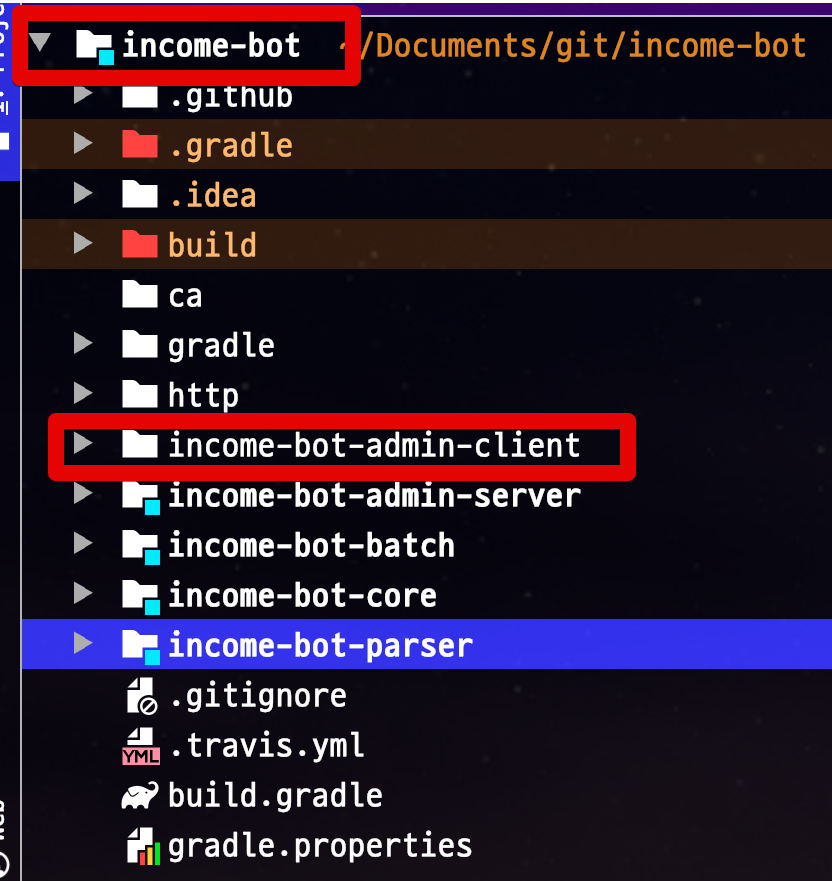 income-bot ~/Documents/git/income-bot
.github
.gradle
.idea
build
ca
gradle
http
income-bot-admin-client
income-bot-admin-server
income-bot-batch
income-bot-core
income-bot-parser
.gitignore
YML .travis.yml
build.gradle
gradle.properties